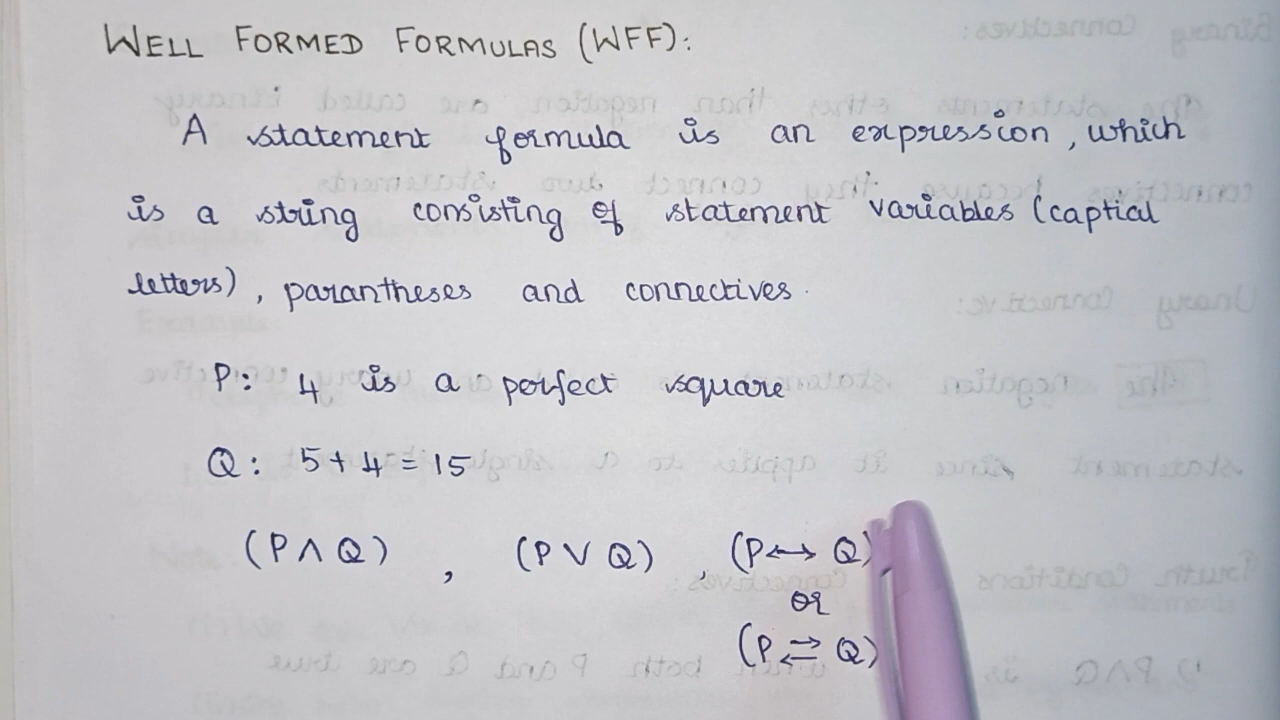 WELL FORMED FORMULAS (WFF):
A statement formula is an expression, which
is a string consisting of statement variables (captial
letters), parantheses and connectives.
P: 4 is a perfect square
Q: 5+4=15
(P∧Q), (P∨Q), (P↔Q)
or
(P⇄Q)